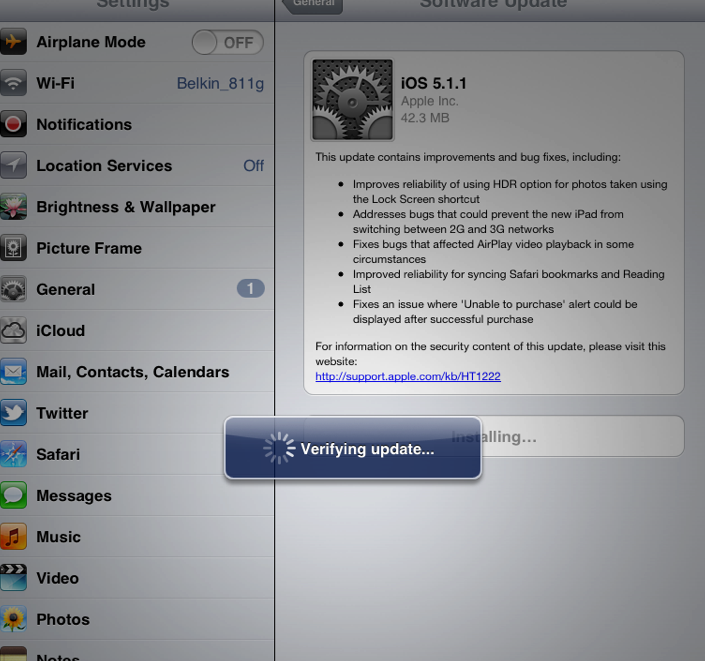 Settings
Airplane Mode
OFF
Wi-Fi
Belkin_811g
Notifications
Location Services
Off
Brightness & Wallpaper
Picture Frame
General
1
iCloud
Mail, Contacts, Calendars
Twitter
Safari
Messages
Music
Video
Photos
Notes
General
Software Update
iOS 5.1.1
Apple Inc.
42.3 MB
This update contains improvements and bug fixes, including:
• Improves reliability of using HDR option for photos taken using
the Lock Screen shortcut
• Addresses bugs that could prevent the new iPad from
switching between 2G and 3G networks
• Fixes bugs that affected AirPlay video playback in some
circumstances
• Improved reliability for syncing Safari bookmarks and Reading
List
• Fixes an issue where 'Unable to purchase' alert could be
displayed after successful purchase
For information on the security content of this update, please visit this
website:
http://support.apple.com/kb/HT1222
Installing...
Verifying update...